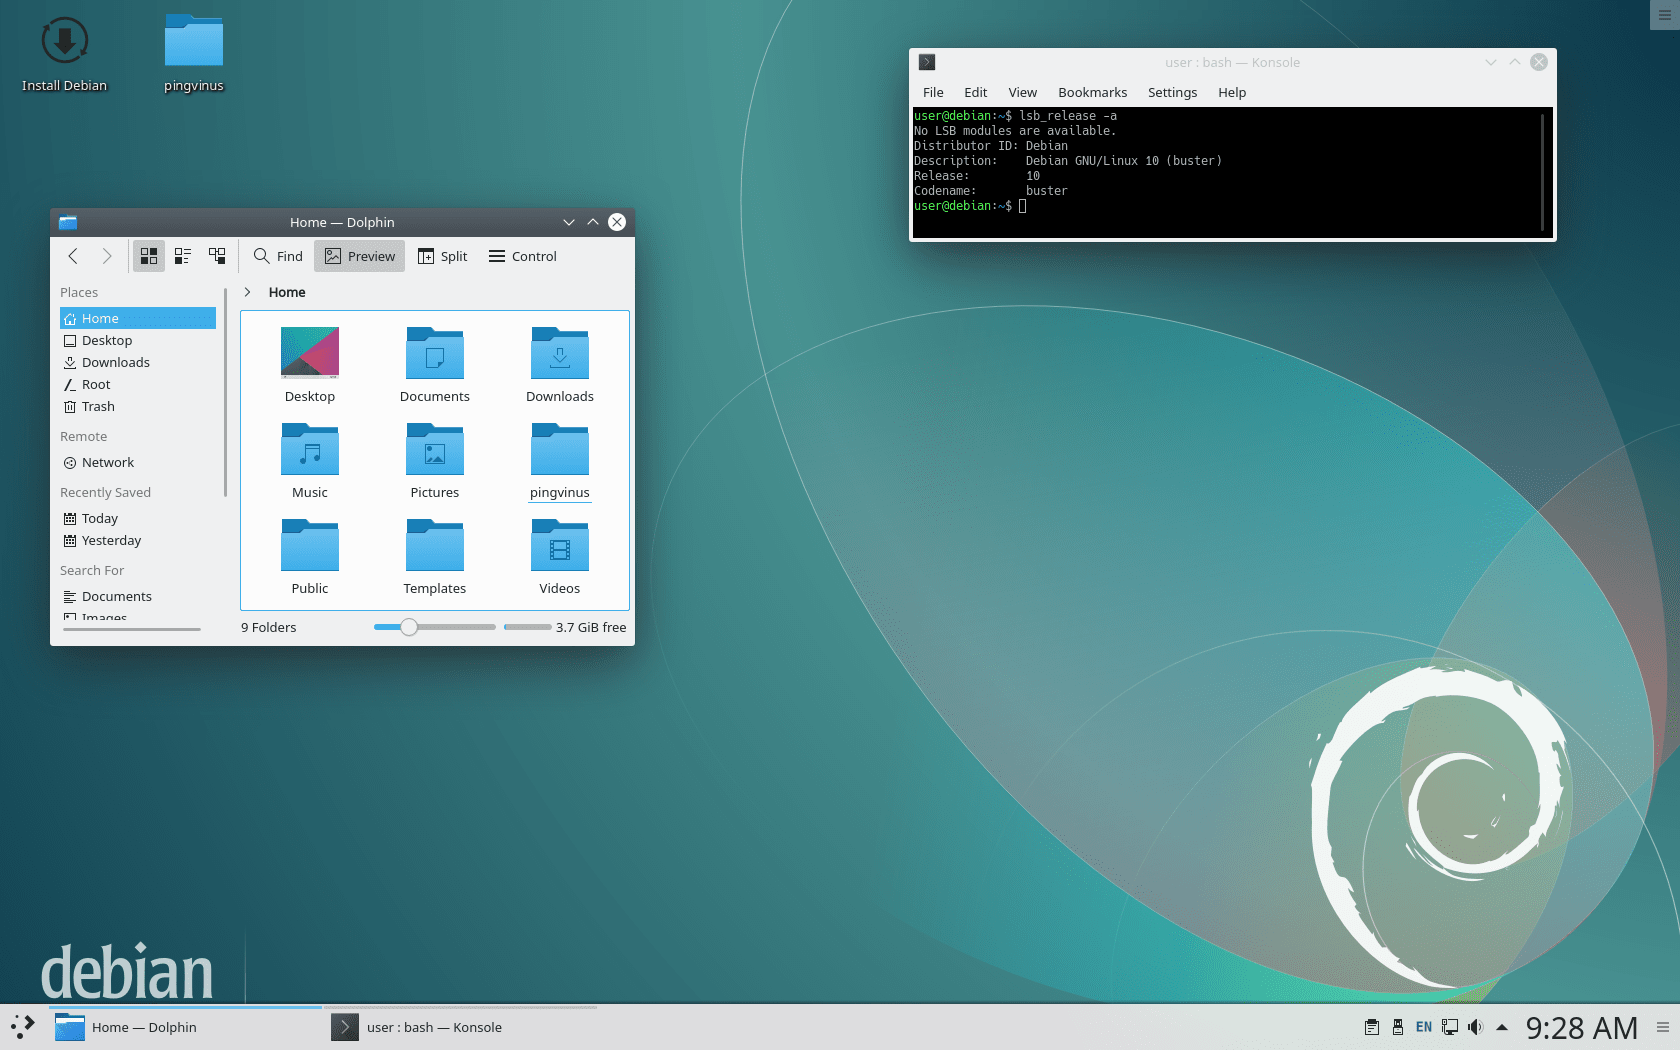 Install Debian
pingvinus
user : bash — Konsole
File Edit View Bookmarks Settings Help
user@debian:~$ lsb_release -a
No LSB modules are available.
Distributor ID: Debian
Description: Debian GNU/Linux 10 (buster)
Release: 10
Codename: buster
user@debian:~$
Home — Dolphin
Find Preview Split Control
Places
Home
Desktop
Downloads
Root
Trash
Remote
Network
Recently Saved
Today
Yesterday
Search For
Documents
Images
Home
Desktop Documents Downloads
Music Pictures pingvinus
Public Templates Videos
9 Folders 3.7 GiB free
debian
Home — Dolphin user : bash — Konsole EN 9:28 AM